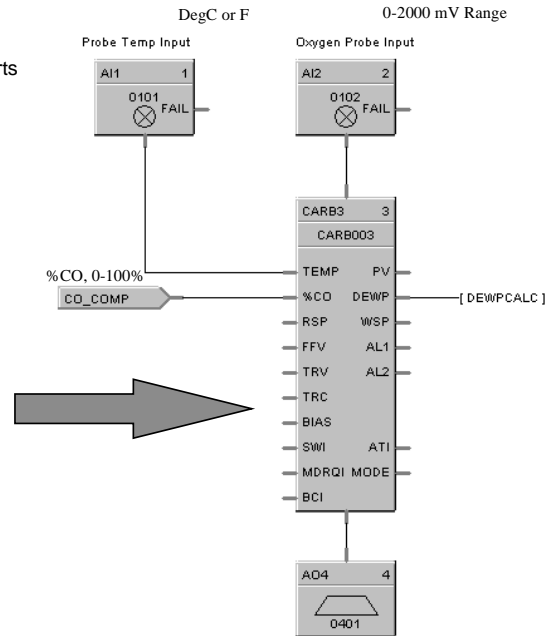 DegC or F
0-2000 mV Range
Probe Temp Input
Oxygen Probe Input
rts
AI1 1
0101
FAIL
AI2 2
0102
FAIL
CARB3 3
CARB003
TEMP PV
%CO, 0-100%
CO_COMP
%CO DEWP
[ DEWPCALC ]
RSP WSP
FFV AL1
TRV AL2
TRC
BIAS
SWI ATI
MDRQI MODE
BCI
AO4 4
0401